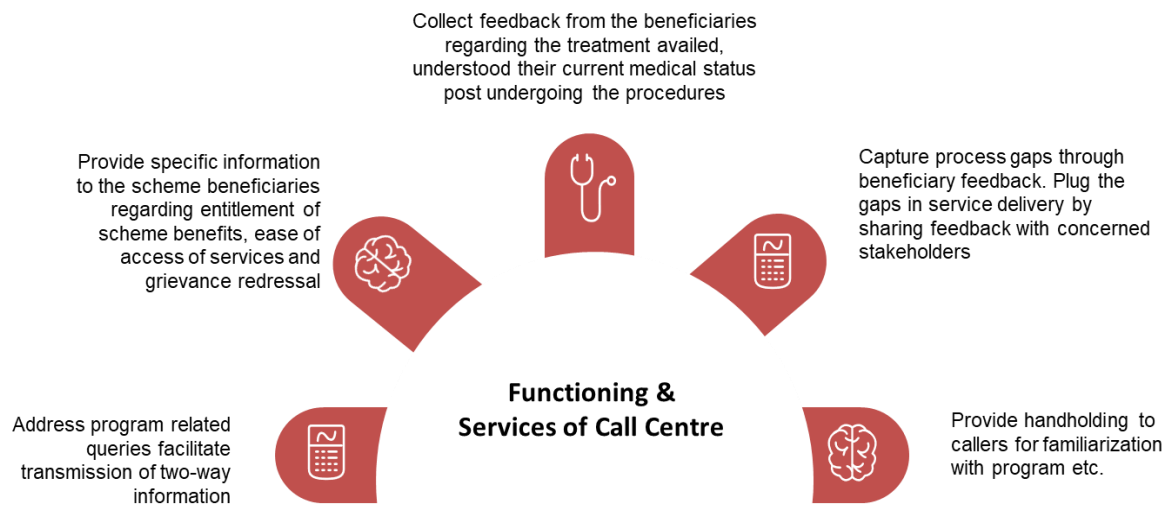 Collect feedback from the beneficiaries
regarding the treatment availed,
understood their current medical status
post undergoing the procedures
Provide specific information
to the scheme beneficiaries
regarding entitlement of
scheme benefits, ease of
access of services and
grievance redressal
Capture process gaps through
beneficiary feedback. Plug the
gaps in service delivery by
sharing feedback with concerned
stakeholders
Functioning &
Services of Call Centre
Address program related
queries facilitate
transmission of two-way
information
Provide handholding to
callers for familiarization
with program etc.